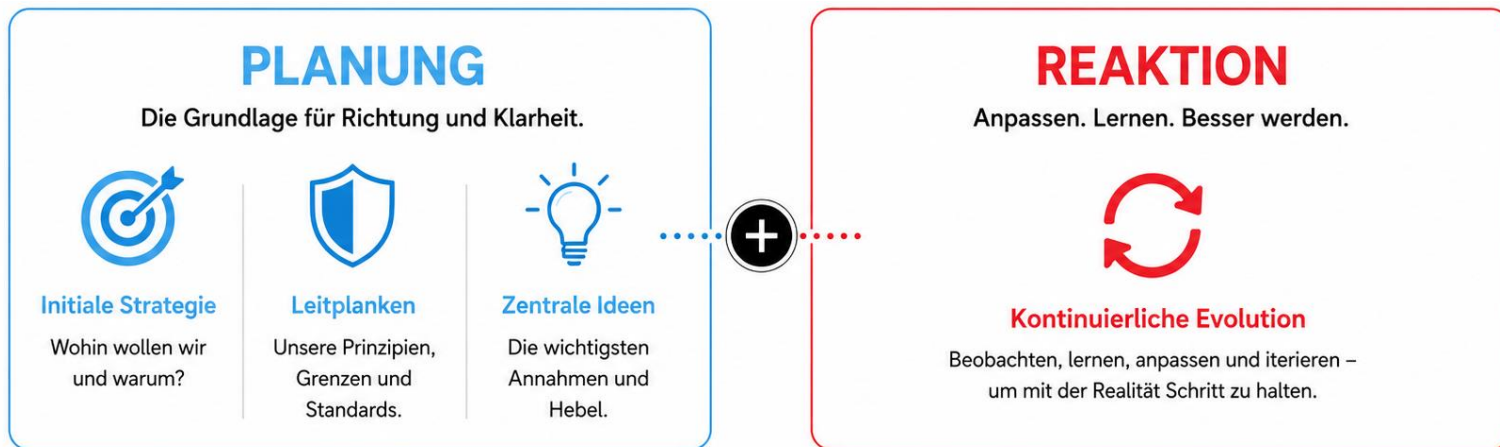 PLANUNG
Die Grundlage für Richtung und Klarheit.
Initiale Strategie
Wohin wollen wir
und warum?
Leitplanken
Unsere Prinzipien,
Grenzen und
Standards.
Zentrale Ideen
Die wichtigsten
Annahmen und
Hebel.
+
REAKTION
Anpassen. Lernen. Besser werden.
Kontinuierliche Evolution
Beobachten, lernen, anpassen und iterieren –
um mit der Realität Schritt zu halten.